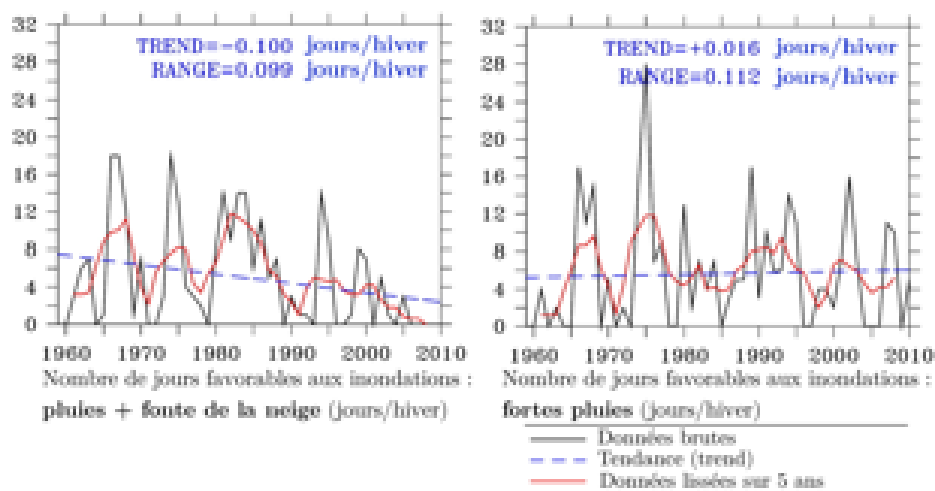 32
28
24
20
16
12
8
4
0
TREND=−0.100 jours/hiver
RANGE=0.099 jours/hiver
1960 1970 1980 1990 2000 2010
Nombre de jours favorables aux inondations :
pluies + fonte de la neige (jours/hiver)
32
28
24
20
16
12
8
4
0
TREND=+0.016 jours/hiver
RANGE=0.112 jours/hiver
1960 1970 1980 1990 2000 2010
Nombre de jours favorables aux inondations :
fortes pluies (jours/hiver)
Données brutes
Tendance (trend)
Données lissées sur 5 ans